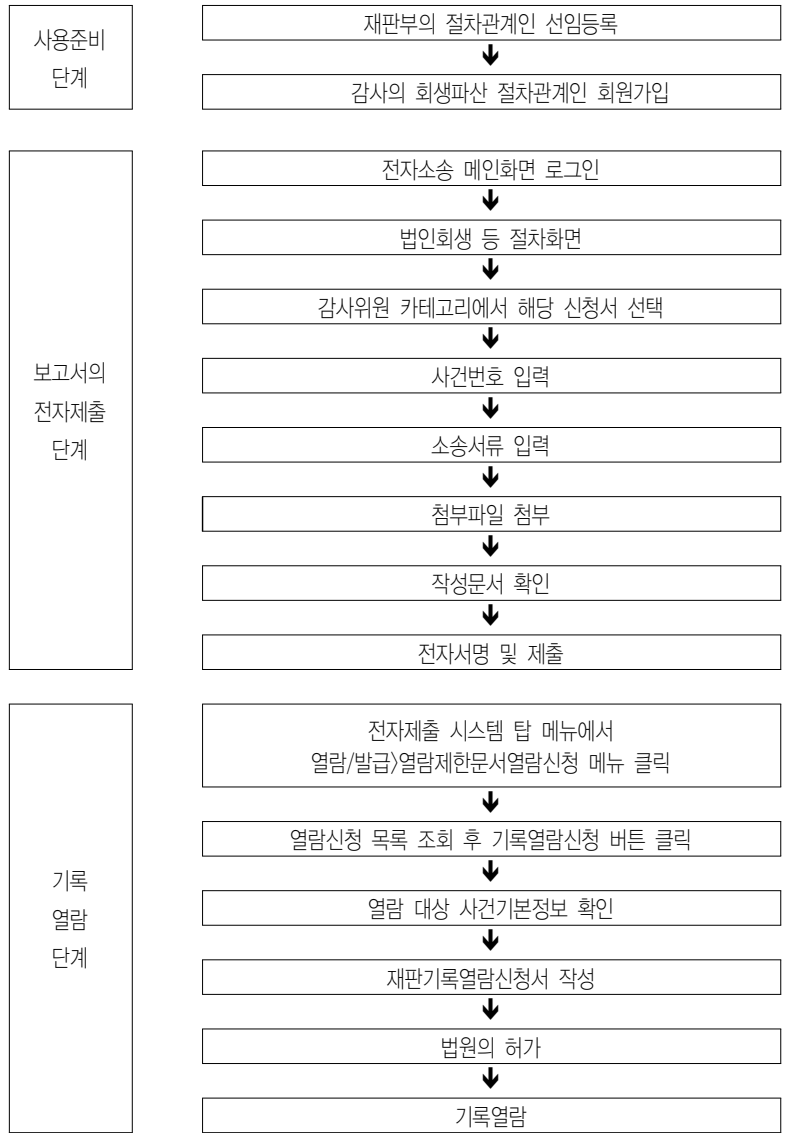 사용준비
단계
재판부의 절차관계인 선임등록
감사의 회생파산 절차관계인 회원가입
보고서의
전자제출
단계
전자소송 메인화면 로그인
법인회생 등 절차화면
감사위원 카테고리에서 해당 신청서 선택
사건번호 입력
소송서류 입력
첨부파일 첨부
작성문서 확인
전자서명 및 제출
기록
열람
단계
전자제출 시스템 탑 메뉴에서
열람/발급〉열람제한문서열람신청 메뉴 클릭
열람신청 목록 조회 후 기록열람신청 버튼 클릭
열람 대상 사건기본정보 확인
재판기록열람신청서 작성
법원의 허가
기록열람